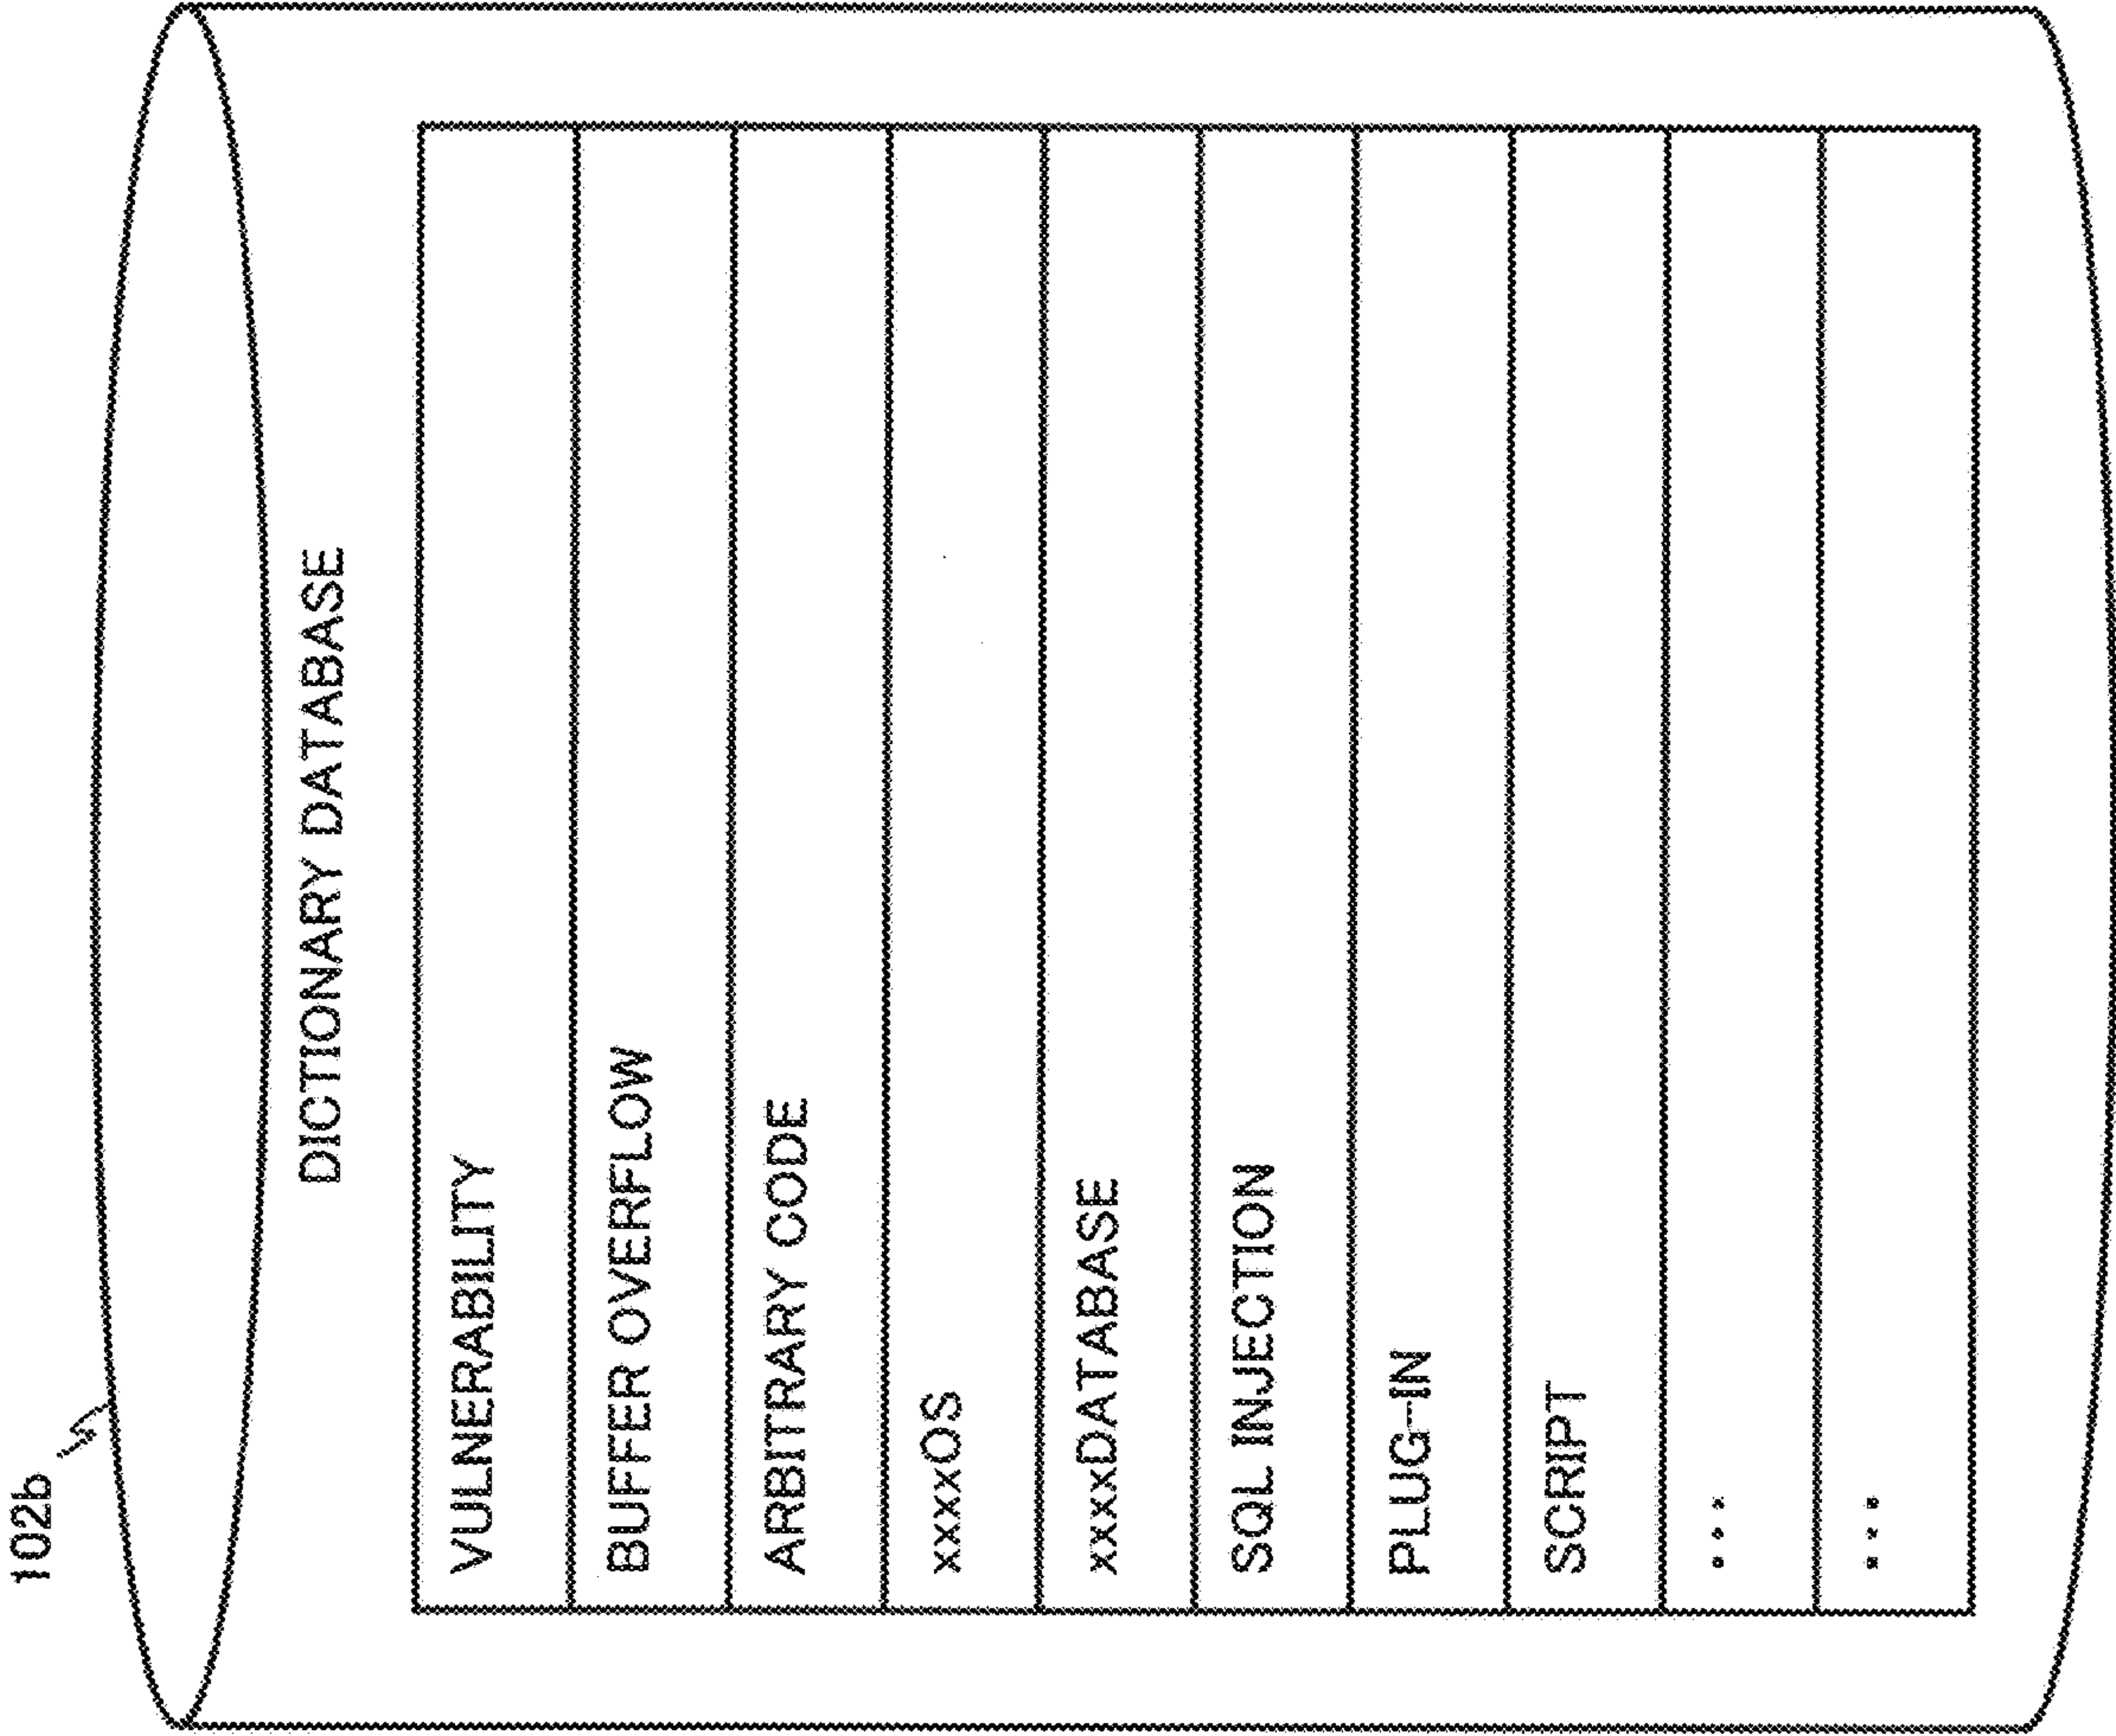 102b
DICTIONARY DATABASE
VULNERABILITY
BUFFER OVERFLOW
ARBITRARY CODE
xxxxOS
xxxxDATABASE
SQL INJECTION
PLUG-IN
SCRIPT
...
...